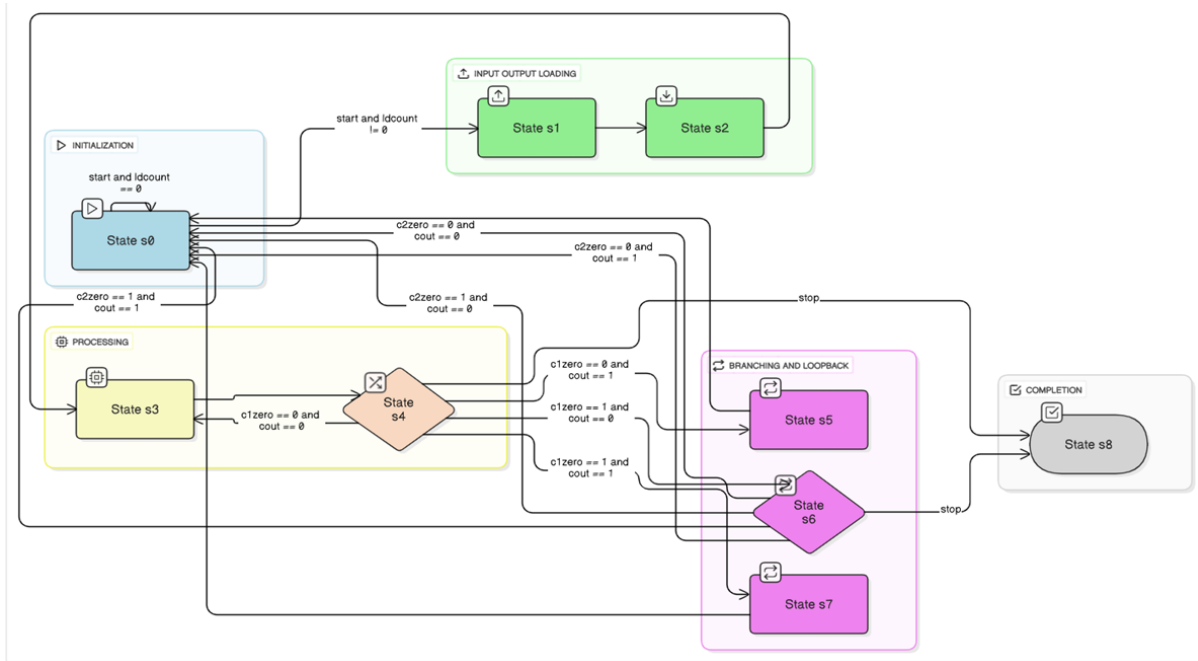 INPUT OUTPUT LOADING
State s1
State s2
start and ldcount
!= 0
INITIALIZATION
start and ldcount
== 0
State s0
c2zero == 0 and
cout == 0
c2zero == 0 and
cout == 1
c2zero == 1 and
cout == 1
c2zero == 1 and
cout == 0
stop
PROCESSING
State s3
State
s4
c1zero == 0 and
cout == 0
c1zero == 0 and
cout == 1
c1zero == 1 and
cout == 0
c1zero == 1 and
cout == 1
BRANCHING AND LOOPBACK
State s5
State
s6
State s7
stop
COMPLETION
State s8